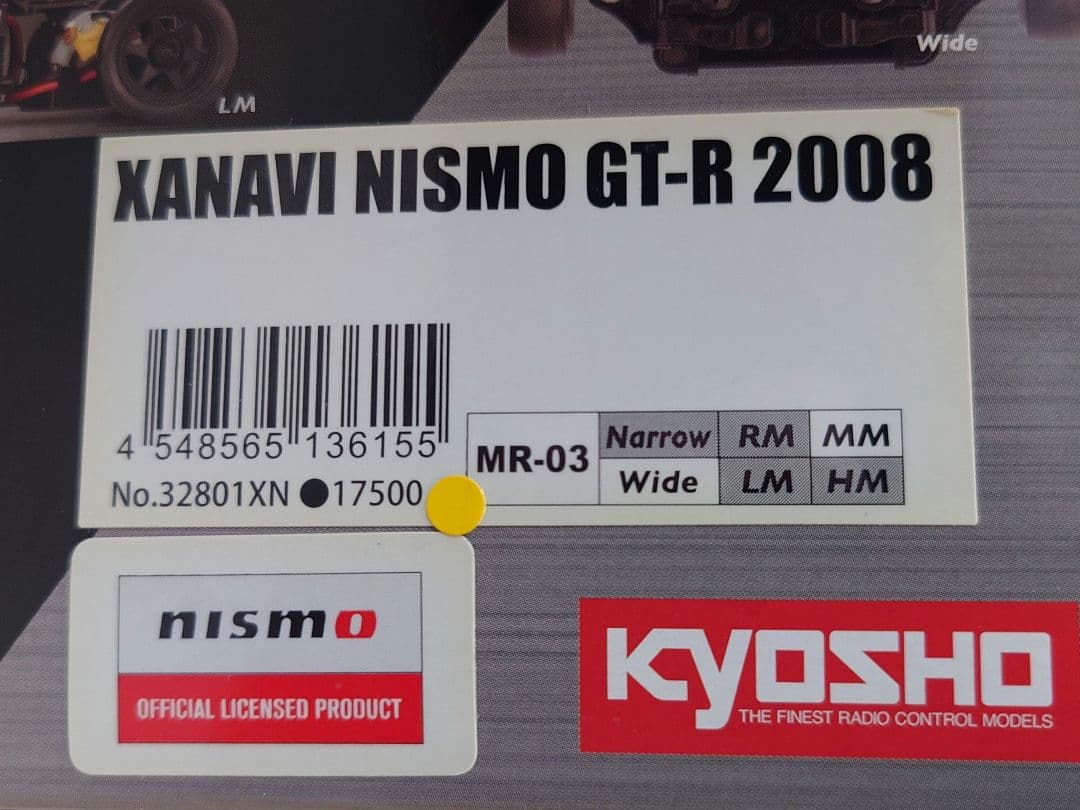 LM
Wide
XANAVI NISMO GT-R 2008
4 548565 136155
No.32801XN ●17500
MR-03
Narrow RM MM
Wide LM HM
nismo
OFFICIAL LICENSED PRODUCT
KYOSHO
THE FINEST RADIO CONTROL MODELS